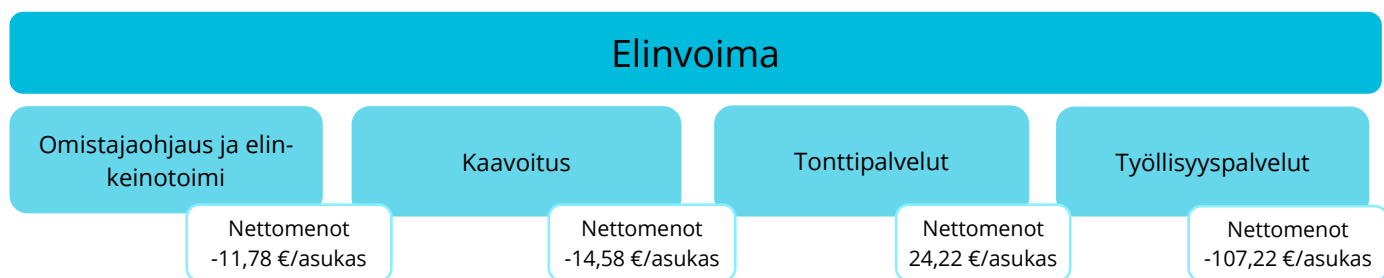 Elinvoima
Omistajaohjaus ja elin-
keinotoimi
Kaavoitus
Tonttipalvelut
Työllisyyspalvelut
Nettomenot
-11,78 €/asukas
Nettomenot
-14,58 €/asukas
Nettomenot
24,22 €/asukas
Nettomenot
-107,22 €/asukas